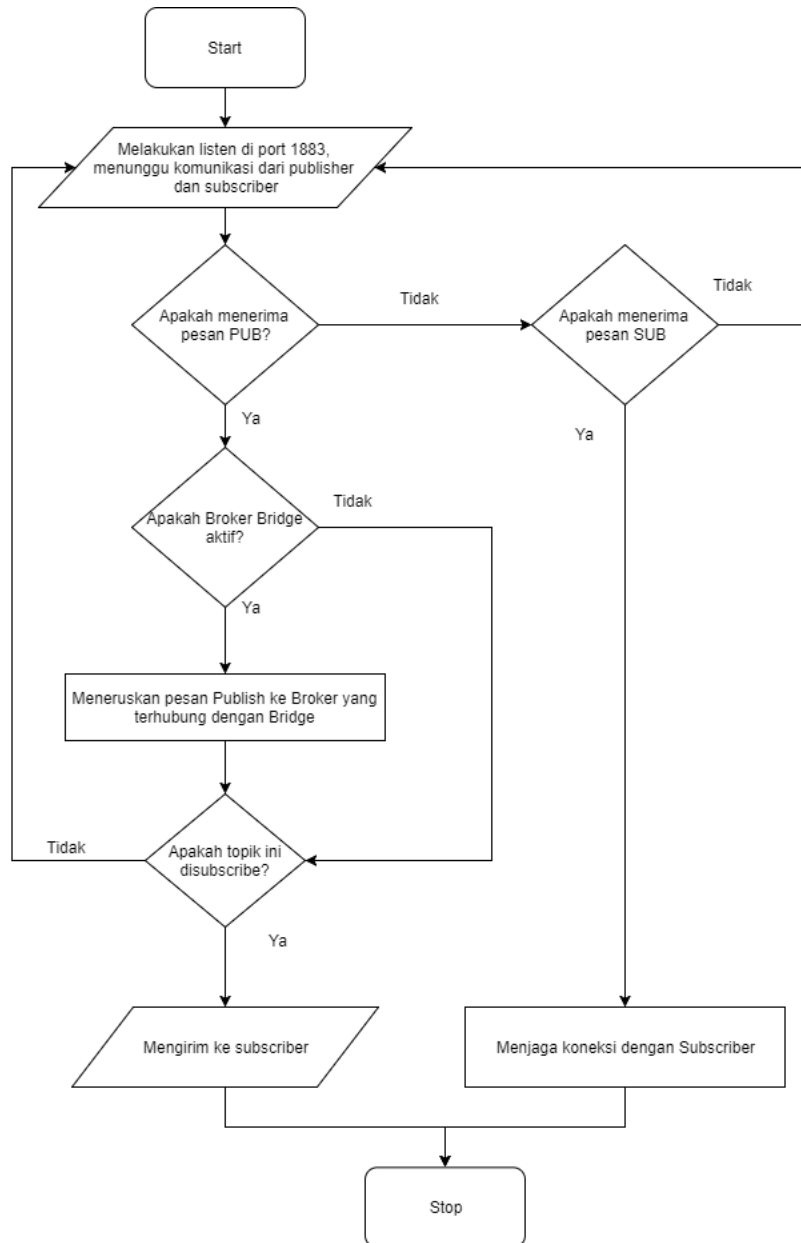 Start
Melakukan listen di port 1883,
menunggu komunikasi dari publisher
dan subscriber
Apakah menerima
pesan PUB?
Tidak
Apakah menerima
pesan SUB
Tidak
Ya
Ya
Apakah Broker Bridge
aktif?
Tidak
Ya
Meneruskan pesan Publish ke Broker yang
terhubung dengan Bridge
Apakah topik ini
disubscribe?
Tidak
Ya
Mengirim ke subscriber
Menjaga koneksi dengan Subscriber
Stop